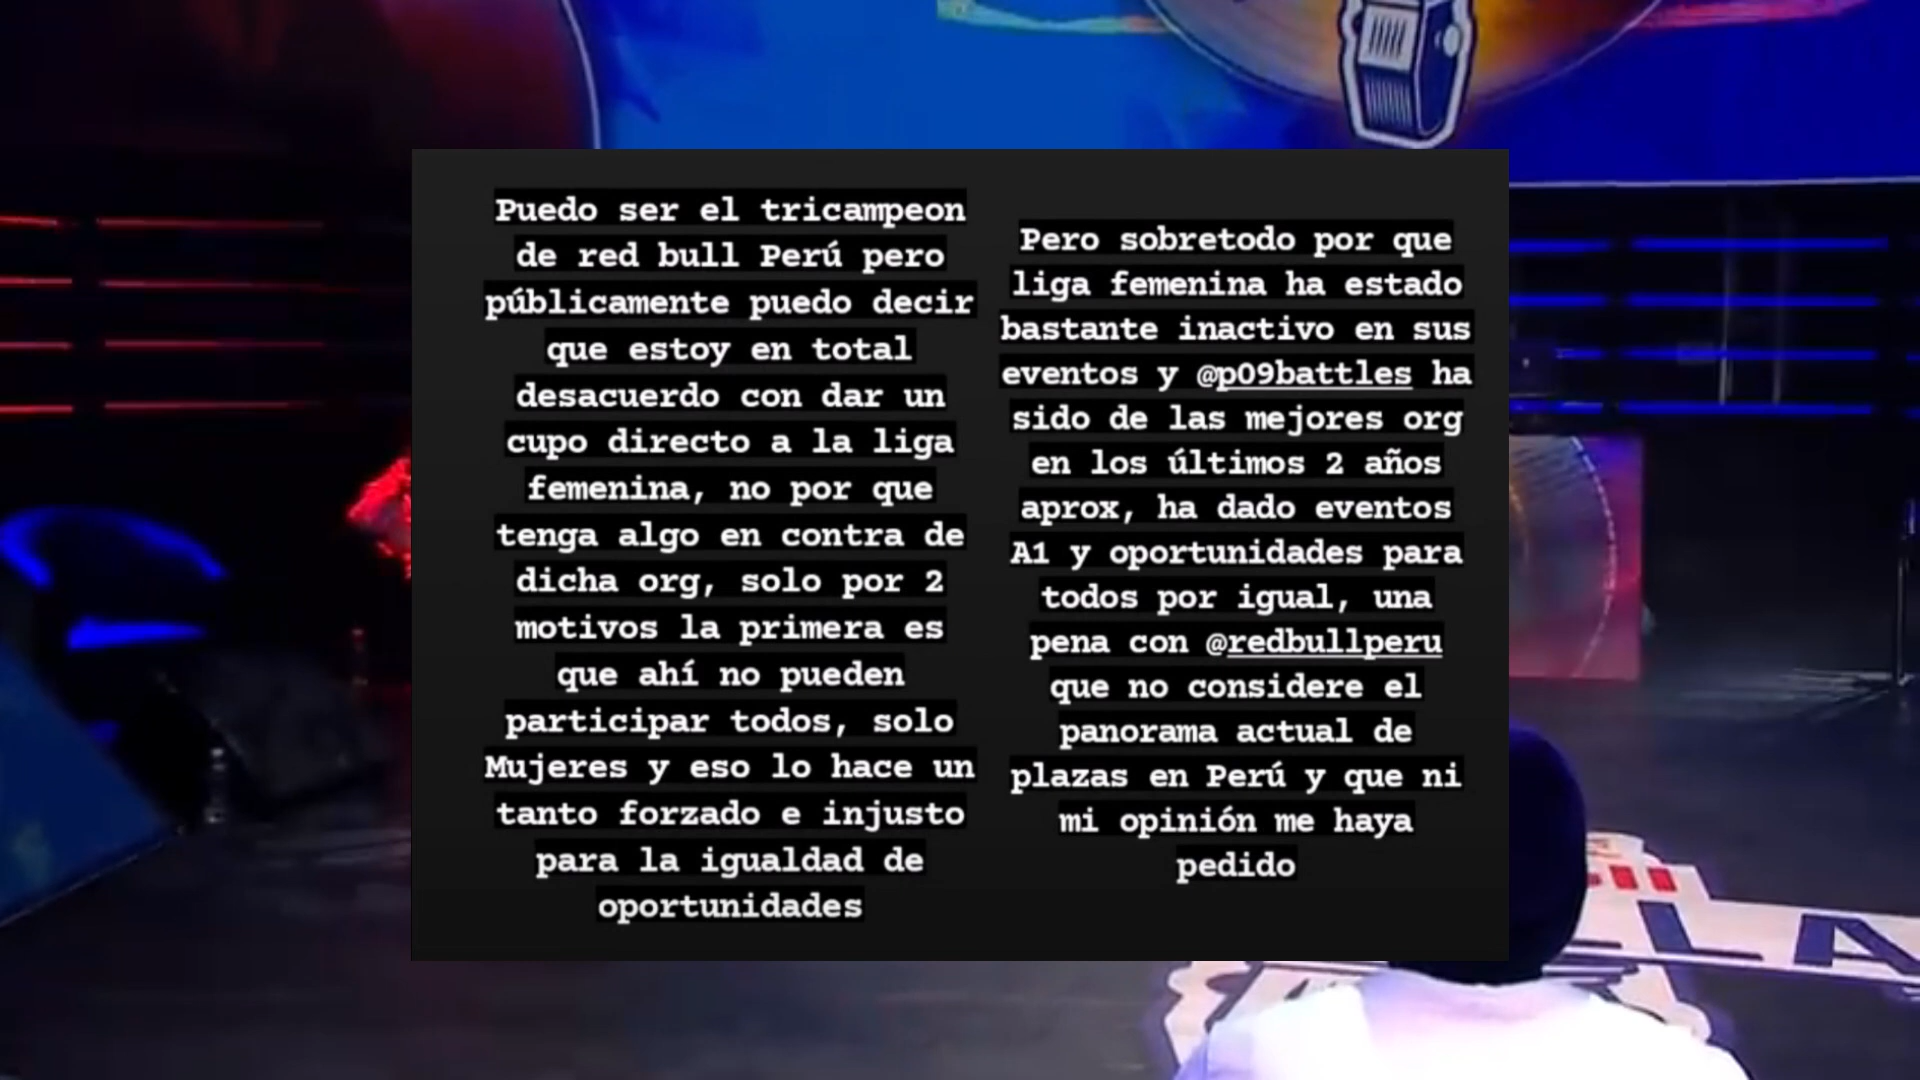 Puedo ser el tricampeon
de red bull Perú pero
públicamente puedo decir
que estoy en total
desacuerdo con dar un
cupo directo a la liga
femenina, no por que
tenga algo en contra de
dicha org, solo por 2
motivos la primera es
que ahí no pueden
participar todos, solo
Mujeres y eso lo hace un
tanto forzado e injusto
para la igualdad de
oportunidades
Pero sobretodo por que
liga femenina ha estado
bastante inactivo en sus
eventos y @p09battles ha
sido de las mejores org
en los últimos 2 años
aprox, ha dado eventos
A1 y oportunidades para
todos por igual, una
pena con @redbullperu
que no considere el
panorama actual de
plazas en Perú y que ni
mi opinión me haya
pedido